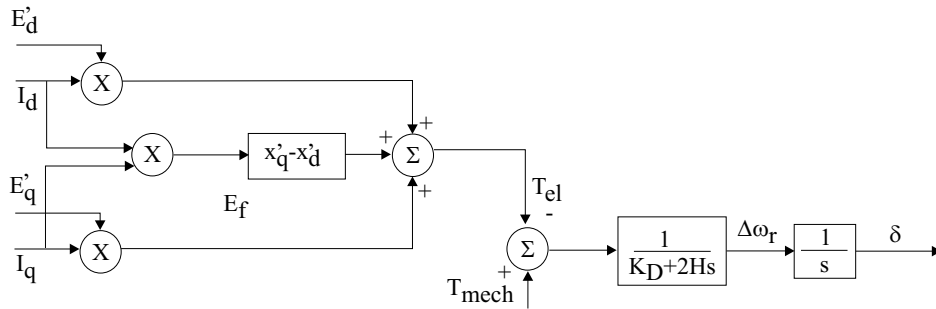 E'd
X
Id
X
x'q-x'd
+
+
Σ
+
E'q
Ef
Tel
-
X
Iq
Σ
+
Tmech
1
KD+2Hs
Δωr
1
s
δ